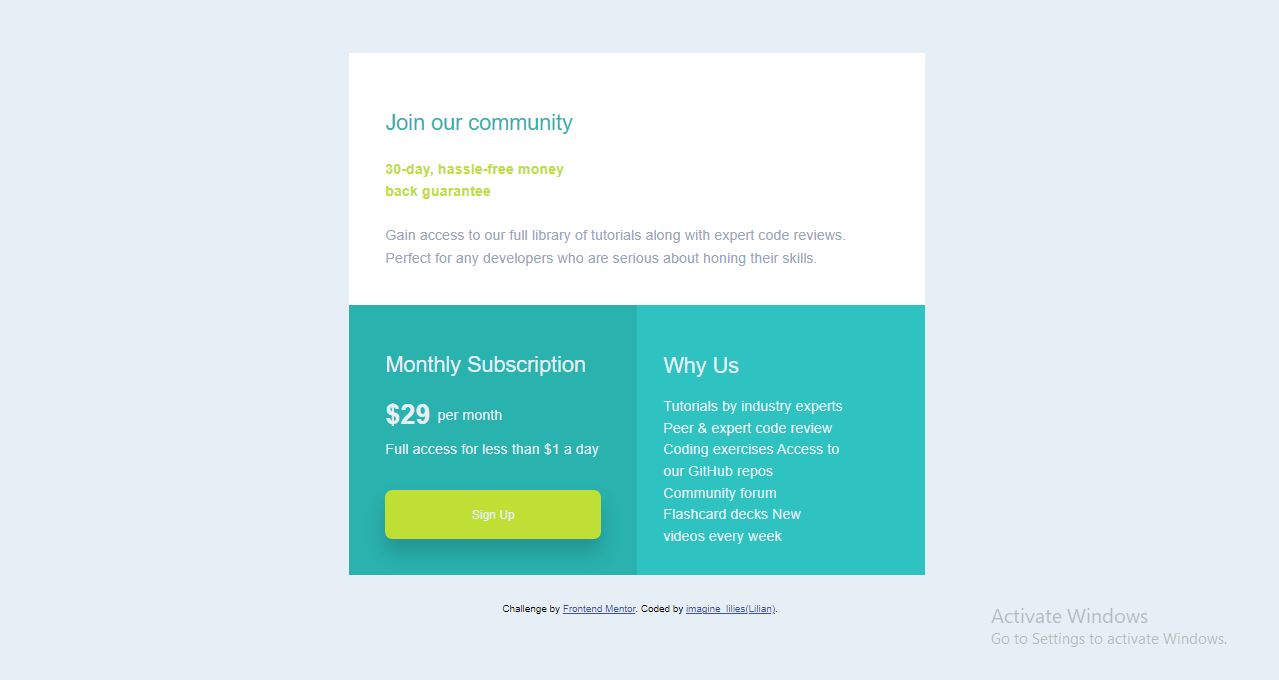 Join our community
30-day, hassle-free money
back guarantee
Gain access to our full library of tutorials along with expert code reviews.
Perfect for any developers who are serious about honing their skills.
Monthly Subscription
$29 per month
Full access for less than $1 a day
Sign Up
Why Us
Tutorials by industry experts
Peer & expert code review
Coding exercises Access to
our GitHub repos
Community forum
Flashcard decks New
videos every week
Challenge by Frontend Mentor. Coded by imagine_lilies(Lilian).
Activate Windows
Go to Settings to activate Windows.